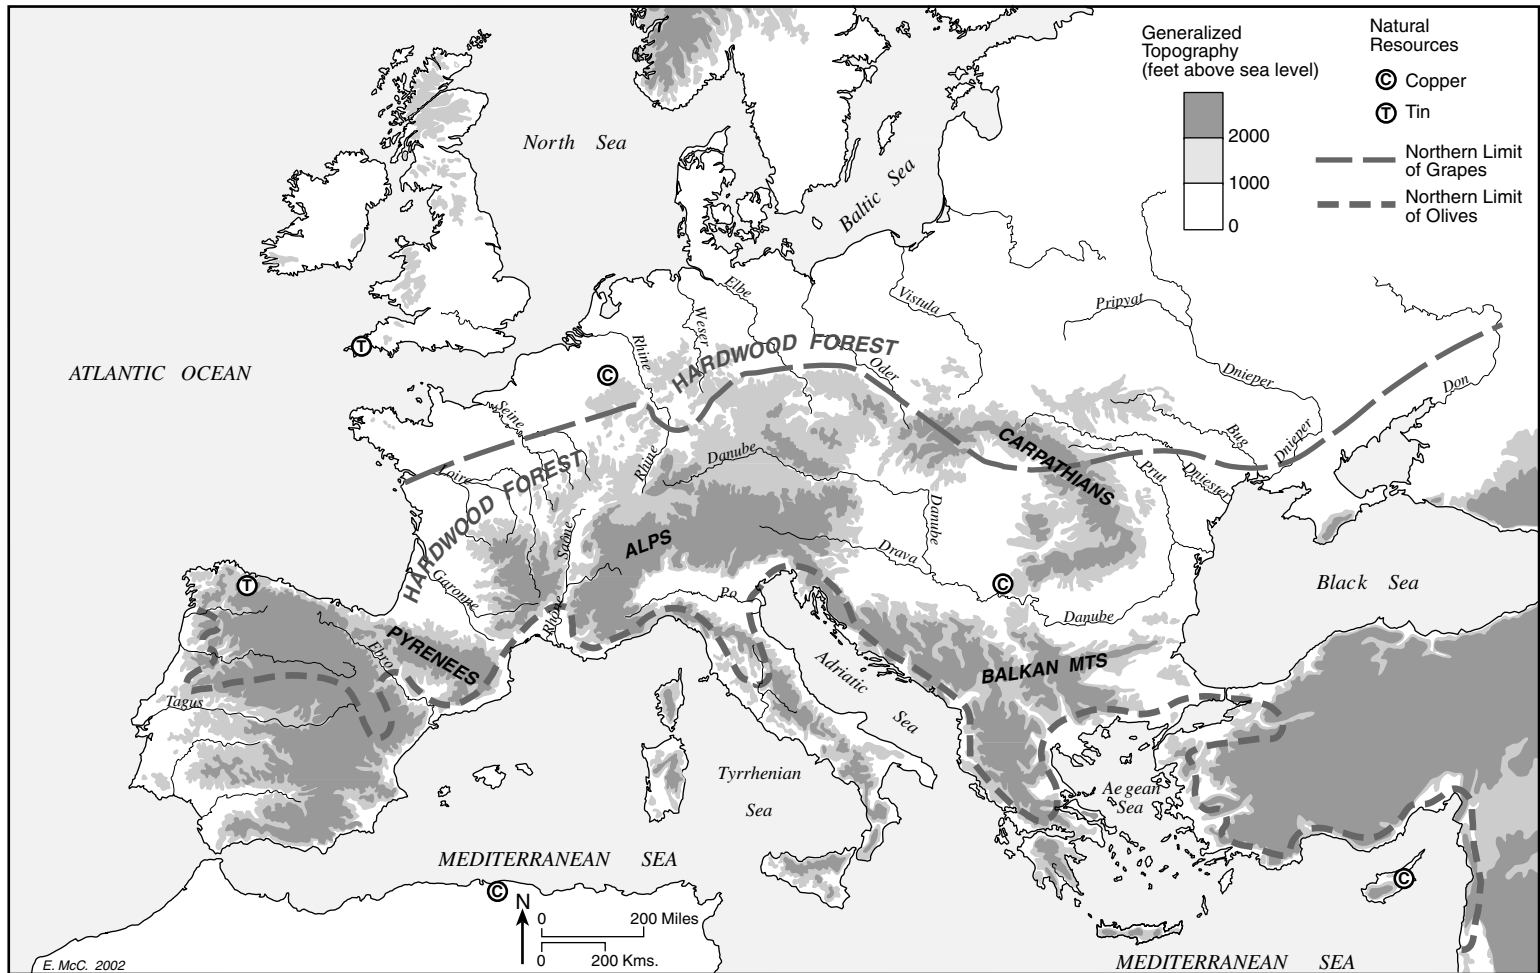 Generalized
Topography
(feet above sea level)
2000
1000
0
Natural
Resources
C Copper
T Tin
Northern Limit
of Grapes
Northern Limit
of Olives
North Sea
Baltic Sea
ATLANTIC OCEAN
T
C
Elbe
Weser
Rhine
Vistula
Pripyat
HARDWOOD FOREST
Oder
Dnieper
Don
Seine
Loire
Rhine
Danube
CARPATHIANS
Bug
Dnieper
Prut
Dniester
HARDWOOD FOREST
Saône
ALPS
Danube
Drava
Garonne
T
C
Black Sea
Rhône
Po
Danube
PYRENEES
Ebro
Adriatic
Sea
BALKAN MTS
Tagus
Tyrrhenian
Sea
Ae gean
Sea
MEDITERRANEAN SEA
C
C
N
0 200 Miles
0 200 Kms.
MEDITERRANEAN SEA
E. McC. 2002